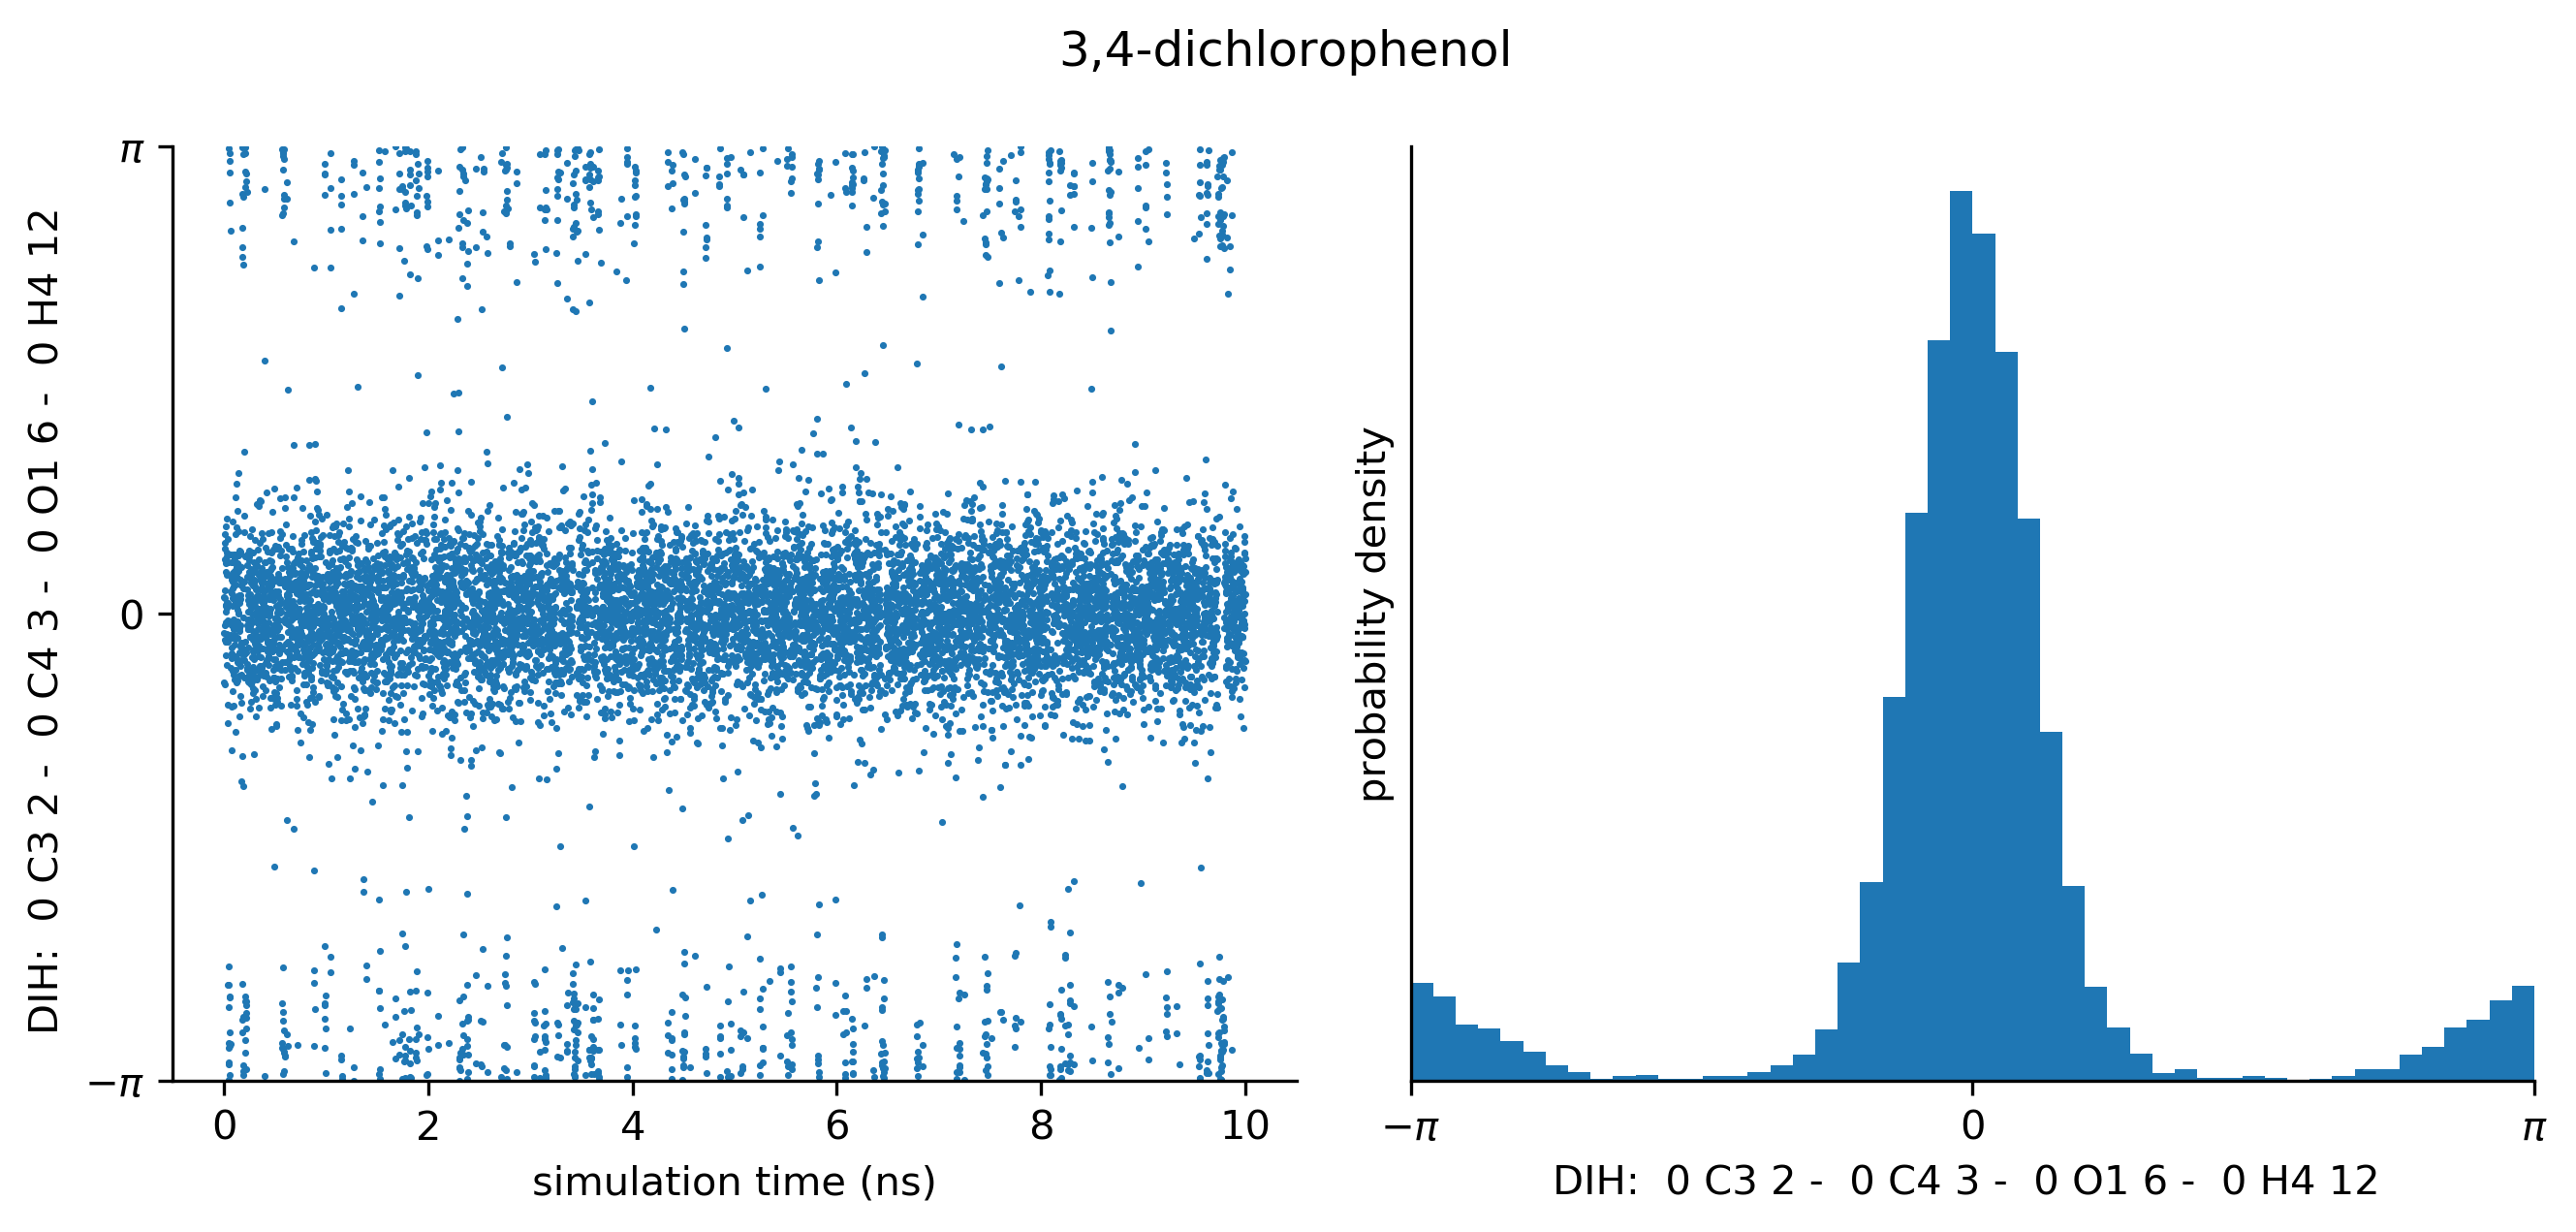 3,4-dichlorophenol
DIH:  0 C3 2 -  0 C4 3 -  0 O1 6 -  0 H4 12
π
0
−π
0
2
4
6
8
10
simulation time (ns)
probability density
−π
0
π
DIH:  0 C3 2 -  0 C4 3 -  0 O1 6 -  0 H4 12